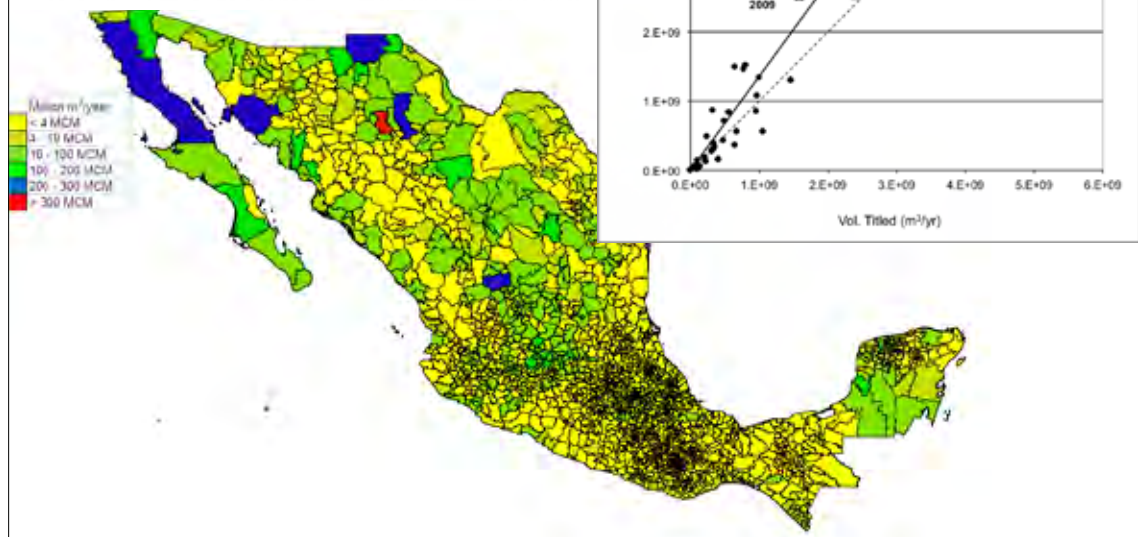 Million m³/year
< 4 MCM
4 - 10 MCM
10 - 100 MCM
100 - 200 MCM
200 - 300 MCM
> 300 MCM
2009
2.E+09
1.E+09
0.E+00
0.E+00 1.E+09 2.E+09 3.E+09 4.E+09 5.E+09 6.E+09
Vol. Titled (m³/yr)